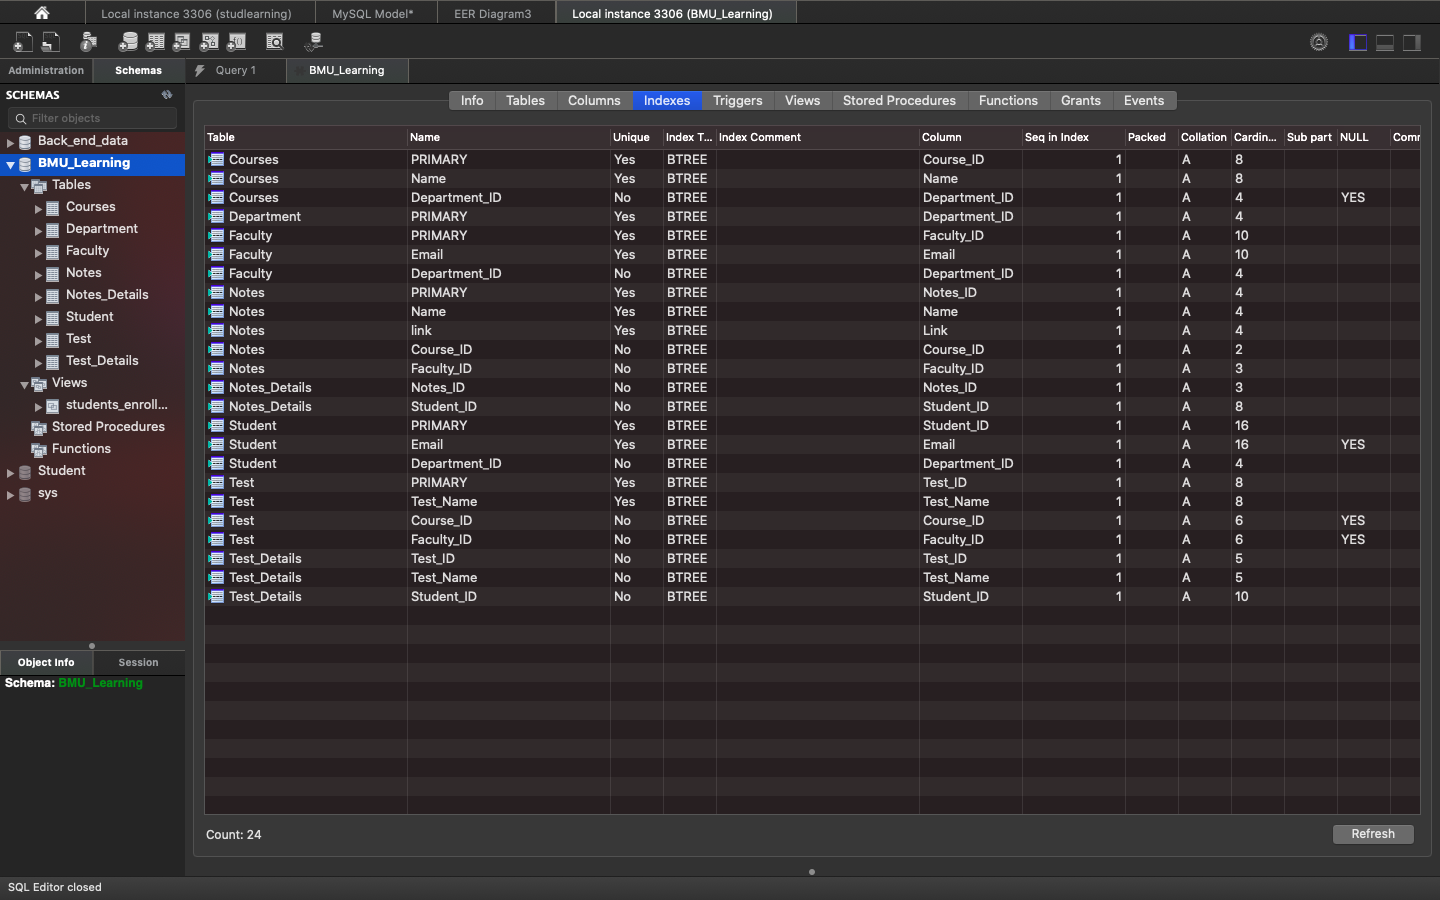 Local instance 3306 (studlearning) MySQL Model* EER Diagram3 Local instance 3306 (BMU_Learning)
Administration Schemas Query 1 BMU_Learning
SCHEMAS
Filter objects
Back_end_data
BMU_Learning
Tables
Courses
Department
Faculty
Notes
Notes_Details
Student
Test
Test_Details
Views
students_enroll...
Stored Procedures
Functions
Student
sys
Object Info Session
Schema: BMU_Learning
Info Tables Columns Indexes Triggers Views Stored Procedures Functions Grants Events
Table Name Unique Index T... Index Comment Column Seq in Index Packed Collation Cardin... Sub part NULL Comm
Courses PRIMARY Yes BTREE Course_ID 1 A 8
Courses Name Yes BTREE Name 1 A 8
Courses Department_ID No BTREE Department_ID 1 A 4 YES
Department PRIMARY Yes BTREE Department_ID 1 A 4
Faculty PRIMARY Yes BTREE Faculty_ID 1 A 10
Faculty Email Yes BTREE Email 1 A 10
Faculty Department_ID No BTREE Department_ID 1 A 4
Notes PRIMARY Yes BTREE Notes_ID 1 A 4
Notes Name Yes BTREE Name 1 A 4
Notes link Yes BTREE Link 1 A 4
Notes Course_ID No BTREE Course_ID 1 A 2
Notes Faculty_ID No BTREE Faculty_ID 1 A 3
Notes_Details Notes_ID No BTREE Notes_ID 1 A 3
Notes_Details Student_ID No BTREE Student_ID 1 A 8
Student PRIMARY Yes BTREE Student_ID 1 A 16
Student Email Yes BTREE Email 1 A 16 YES
Student Department_ID No BTREE Department_ID 1 A 4
Test PRIMARY Yes BTREE Test_ID 1 A 8
Test Test_Name Yes BTREE Test_Name 1 A 8
Test Course_ID No BTREE Course_ID 1 A 6 YES
Test Faculty_ID No BTREE Faculty_ID 1 A 6 YES
Test_Details Test_ID No BTREE Test_ID 1 A 5
Test_Details Test_Name No BTREE Test_Name 1 A 5
Test_Details Student_ID No BTREE Student_ID 1 A 10
Count: 24 Refresh
SQL Editor closed